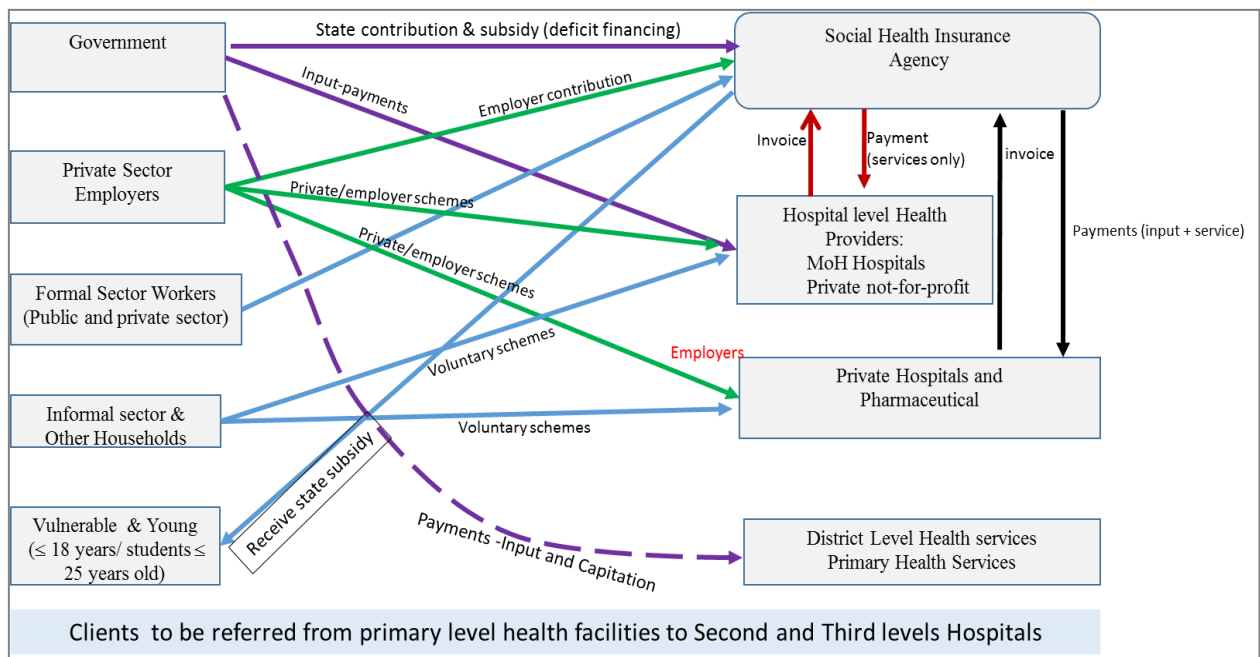 Government
State contribution & subsidy (deficit financing)
Social Health Insurance
Agency
Input-payments
Employer contribution
Private Sector
Employers
Private/employer schemes
Private/employer schemes
Invoice
Payment
(services only)
invoice
Payments (input + service)
Hospital level Health
Providers:
MoH Hospitals
Private not-for-profit
Formal Sector Workers
(Public and private sector)
Voluntary schemes
Employers
Private Hospitals and
Pharmaceutical
Informal sector &
Other Households
Voluntary schemes
Receive state subsidy
Vulnerable & Young
(≤ 18 years/ students ≤
25 years old)
Payments -Input and Capitation
District Level Health services
Primary Health Services
Clients to be referred from primary level health facilities to Second and Third levels Hospitals